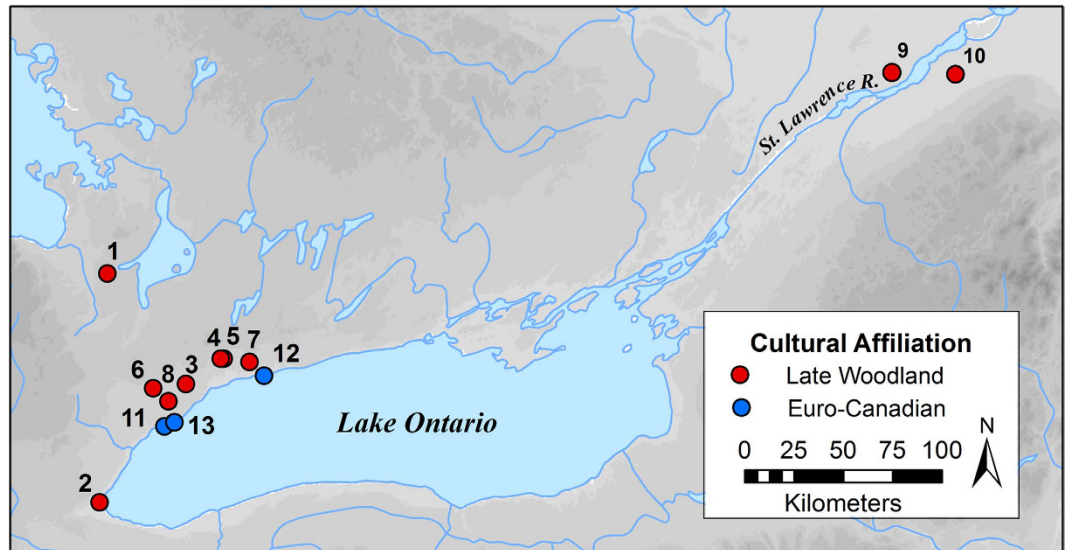 9
10
St. Lawrence R.
1
4 5 7 12
6 8 3
11 13
Lake Ontario
2
Cultural Affiliation
Late Woodland
Euro-Canadian
N
0 25 50 100
Kilometers